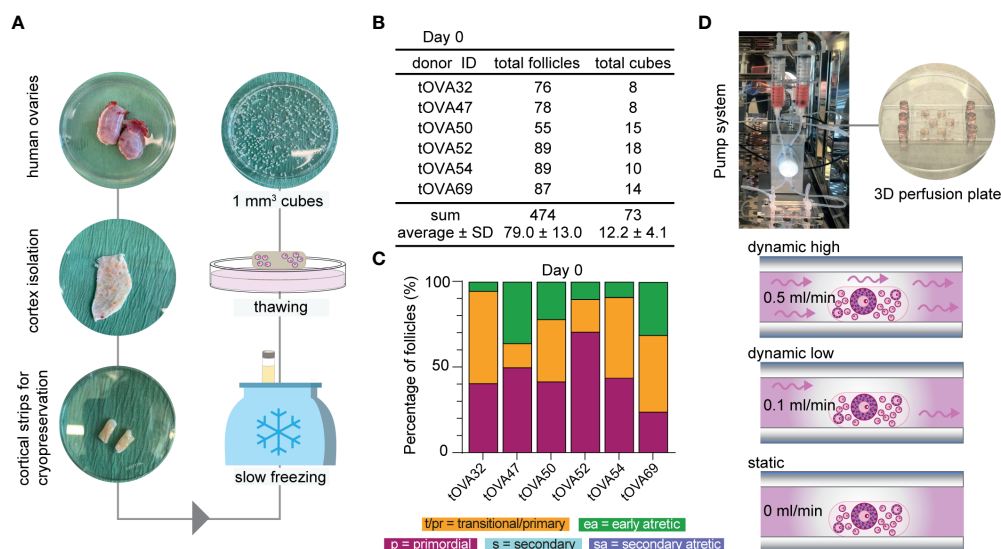 A
human ovaries
cortex isolation
cortical strips for
cryopreservation
1 mm³ cubes
thawing
slow freezing
B
Day 0
donor ID total follicles total cubes
tOVA32 76 8
tOVA47 78 8
tOVA50 55 15
tOVA52 89 18
tOVA54 89 10
tOVA69 87 14
sum 474 73
average ± SD 79.0 ± 13.0 12.2 ± 4.1
C
Day 0
Percentage of follicles (%)
100
50
0
tOVA32 tOVA47 tOVA50 tOVA52 tOVA54 tOVA69
t/pr = transitional/primary ea = early atretic
p = primordial s = secondary sa = secondary atretic
D
Pump system
3D perfusion plate
dynamic high
0.5 ml/min
dynamic low
0.1 ml/min
static
0 ml/min